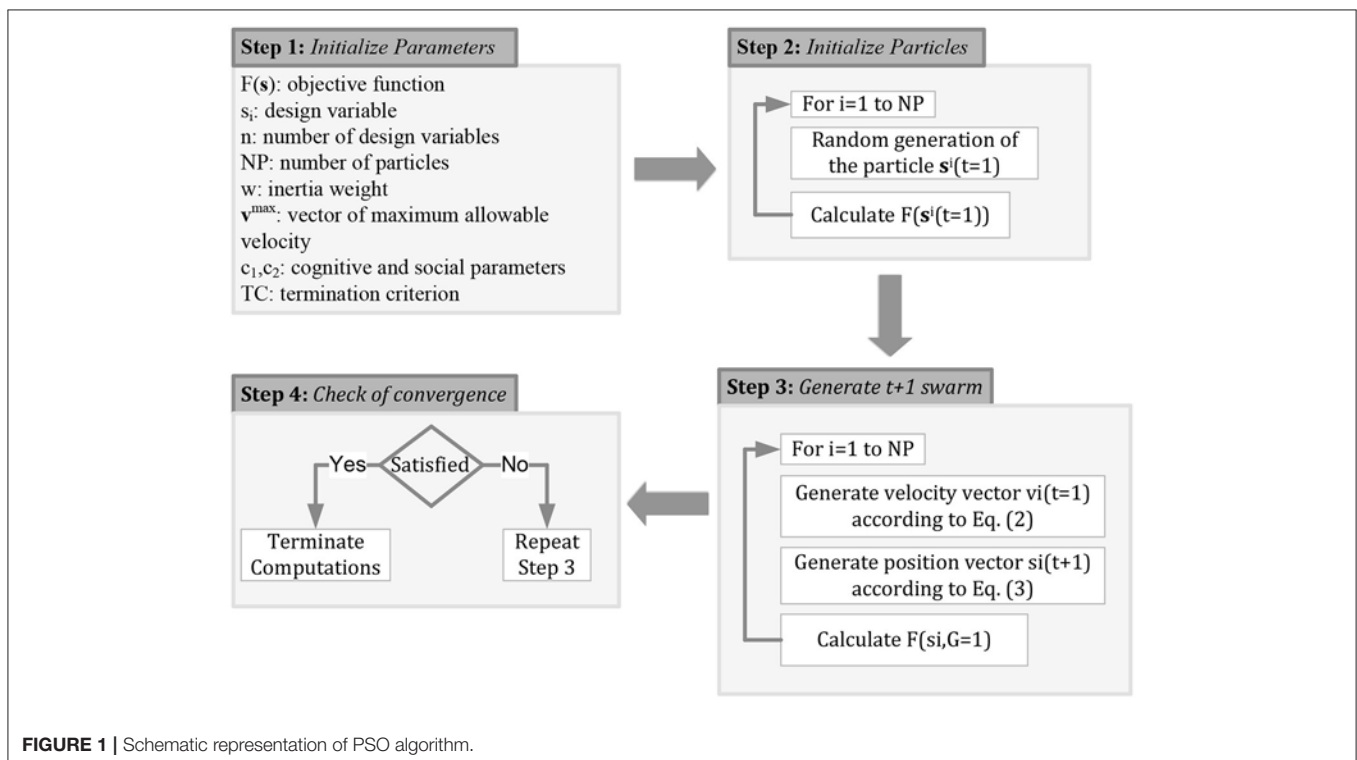 Step 1: Initialize Parameters
F(s): objective function
sᵢ: design variable
n: number of design variables
NP: number of particles
w: inertia weight
vᵐᵃˣ: vector of maximum allowable
velocity
c₁,c₂: cognitive and social parameters
TC: termination criterion
Step 2: Initialize Particles
For i=1 to NP
Random generation of
the particle sⁱ(t=1)
Calculate F(sⁱ(t=1))
Step 3: Generate t+1 swarm
For i=1 to NP
Generate velocity vector vi(t=1)
according to Eq. (2)
Generate position vector si(t+1)
according to Eq. (3)
Calculate F(si,G=1)
Step 4: Check of convergence
Yes
Satisfied
No
Terminate
Computations
Repeat
Step 3
FIGURE 1 | Schematic representation of PSO algorithm.